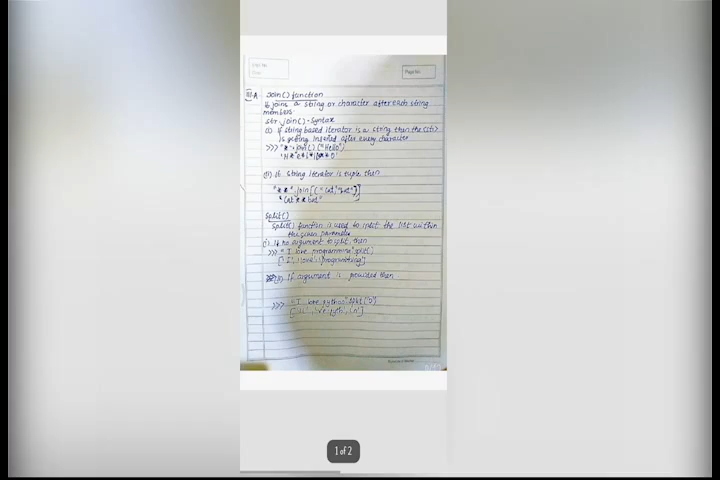 Page No.
III-A Join() function
It joins a string or character after each string
members
str.join() - syntax
(i) If string based iterator is a string then the
is getting inserted after every character
>>> "*".join() ("Hello")
(ii) If string iterator is tuple then
"**".join[("cat","bat")]
"cat**bat"
Split()
Split() function is used to split the list within
the given parameter
(i) If no argument to split, then
>>> "I love programming".split()
['I', 'love', 'programming']
(ii) If argument is provided then
>>> "I love python".split('o')
1 of 2